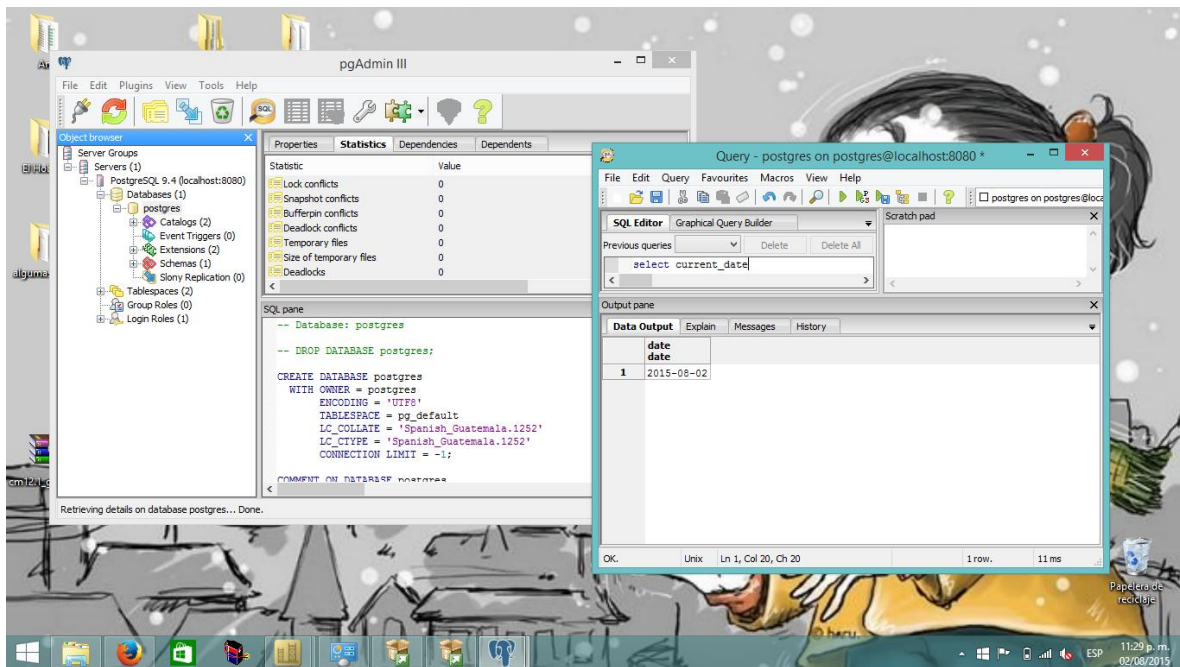 pgAdmin III
File Edit Plugins View Tools Help
Object browser
Server Groups
Servers (1)
PostgreSQL 9.4 (localhost:8080)
Databases (1)
postgres
Catalogs (2)
Event Triggers (0)
Extensions (2)
Schemas (1)
Slony Replication (0)
Tablespaces (2)
Group Roles (0)
Login Roles (1)
Properties Statistics Dependencies Dependents
Statistic Value
Lock conflicts 0
Snapshot conflicts 0
Bufferpin conflicts 0
Deadlock conflicts 0
Temporary files 0
Size of temporary files 0
Deadlocks 0
SQL pane
-- Database: postgres
-- DROP DATABASE postgres;
CREATE DATABASE postgres
WITH OWNER = postgres
ENCODING = 'UTF8'
TABLESPACE = pg_default
LC_COLLATE = 'Spanish_Guatemala.1252'
LC_CTYPE = 'Spanish_Guatemala.1252'
CONNECTION LIMIT = -1;
COMMENT ON DATABASE postgres
Retrieving details on database postgres... Done.
Query - postgres on postgres@localhost:8080 *
File Edit Query Favourites Macros View Help
postgres on postgres@loca
SQL Editor Graphical Query Builder
Scratch pad
Previous queries Delete Delete All
select current_date
Output pane
Data Output Explain Messages History
date
date
1 2015-08-02
OK. Unix Ln 1, Col 20, Ch 20 1 row. 11 ms
Papelera de
reciclaje
ESP
11:29 p. m.
02/08/2015